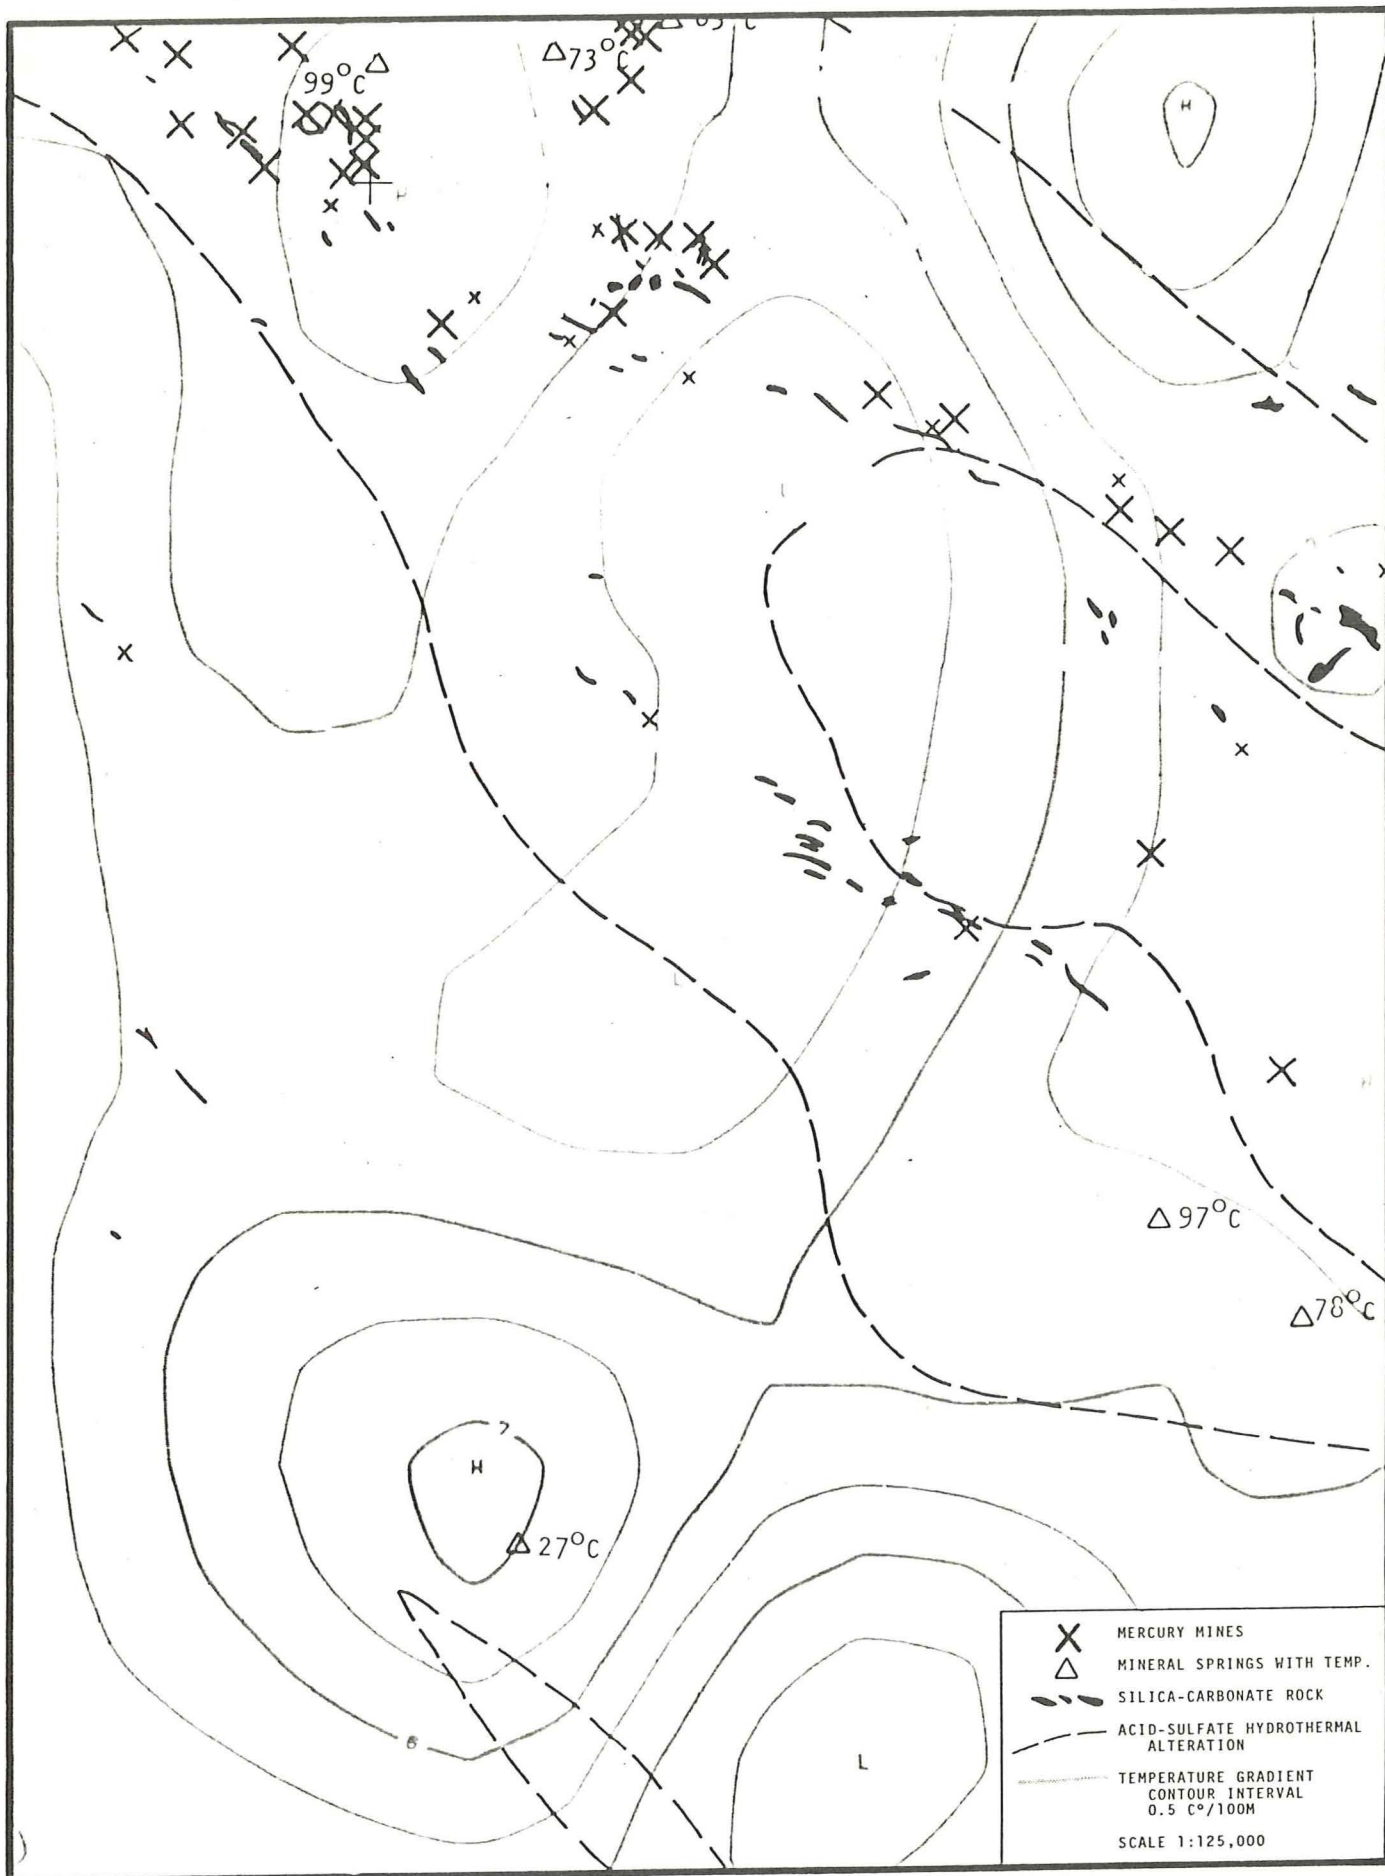 99°C
73°C
H
H
L
L
97°C
78°C
7
H
27°C
6
L
MERCURY MINES
MINERAL SPRINGS WITH TEMP.
SILICA-CARBONATE ROCK
ACID-SULFATE HYDROTHERMAL
ALTERATION
TEMPERATURE GRADIENT
CONTOUR INTERVAL
0.5 C°/100M
SCALE 1:125,000